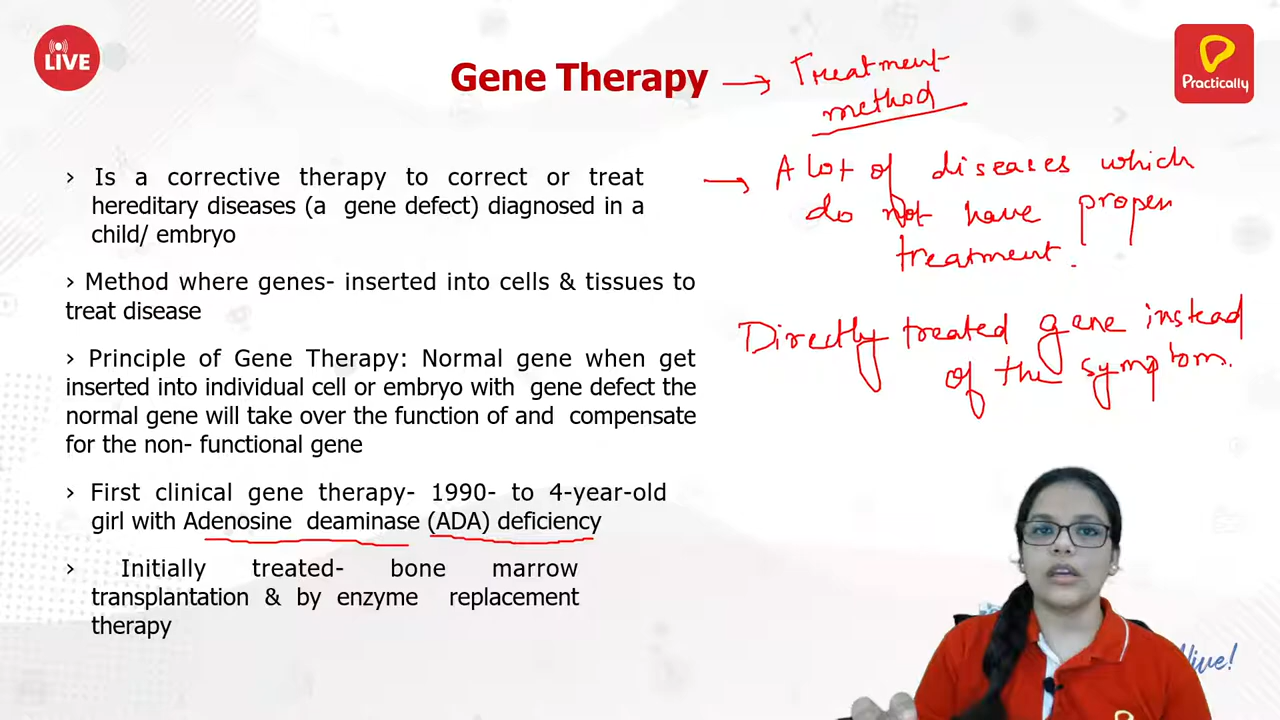 LIVE
Gene Therapy
Treatment
method
Practically
› Is a corrective therapy to correct or treat
hereditary diseases (a gene defect) diagnosed in a
child/ embryo
› Method where genes- inserted into cells & tissues to
treat disease
› Principle of Gene Therapy: Normal gene when get
inserted into individual cell or embryo with gene defect the
normal gene will take over the function of and compensate
for the non- functional gene
› First clinical gene therapy- 1990- to 4-year-old
girl with Adenosine deaminase (ADA) deficiency
› Initially treated- bone marrow
transplantation & by enzyme replacement
therapy
A lot of diseases which
do not have proper
treatment.
Directly treated gene instead
of the symptom.